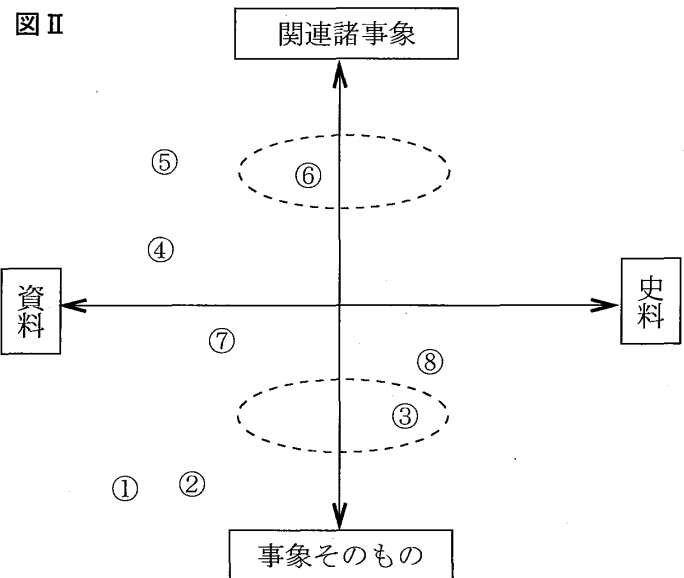 図Ⅱ
関連諸事象
⑤
⑥
④
資料
史料
⑦
⑧
③
①
②
事象そのもの